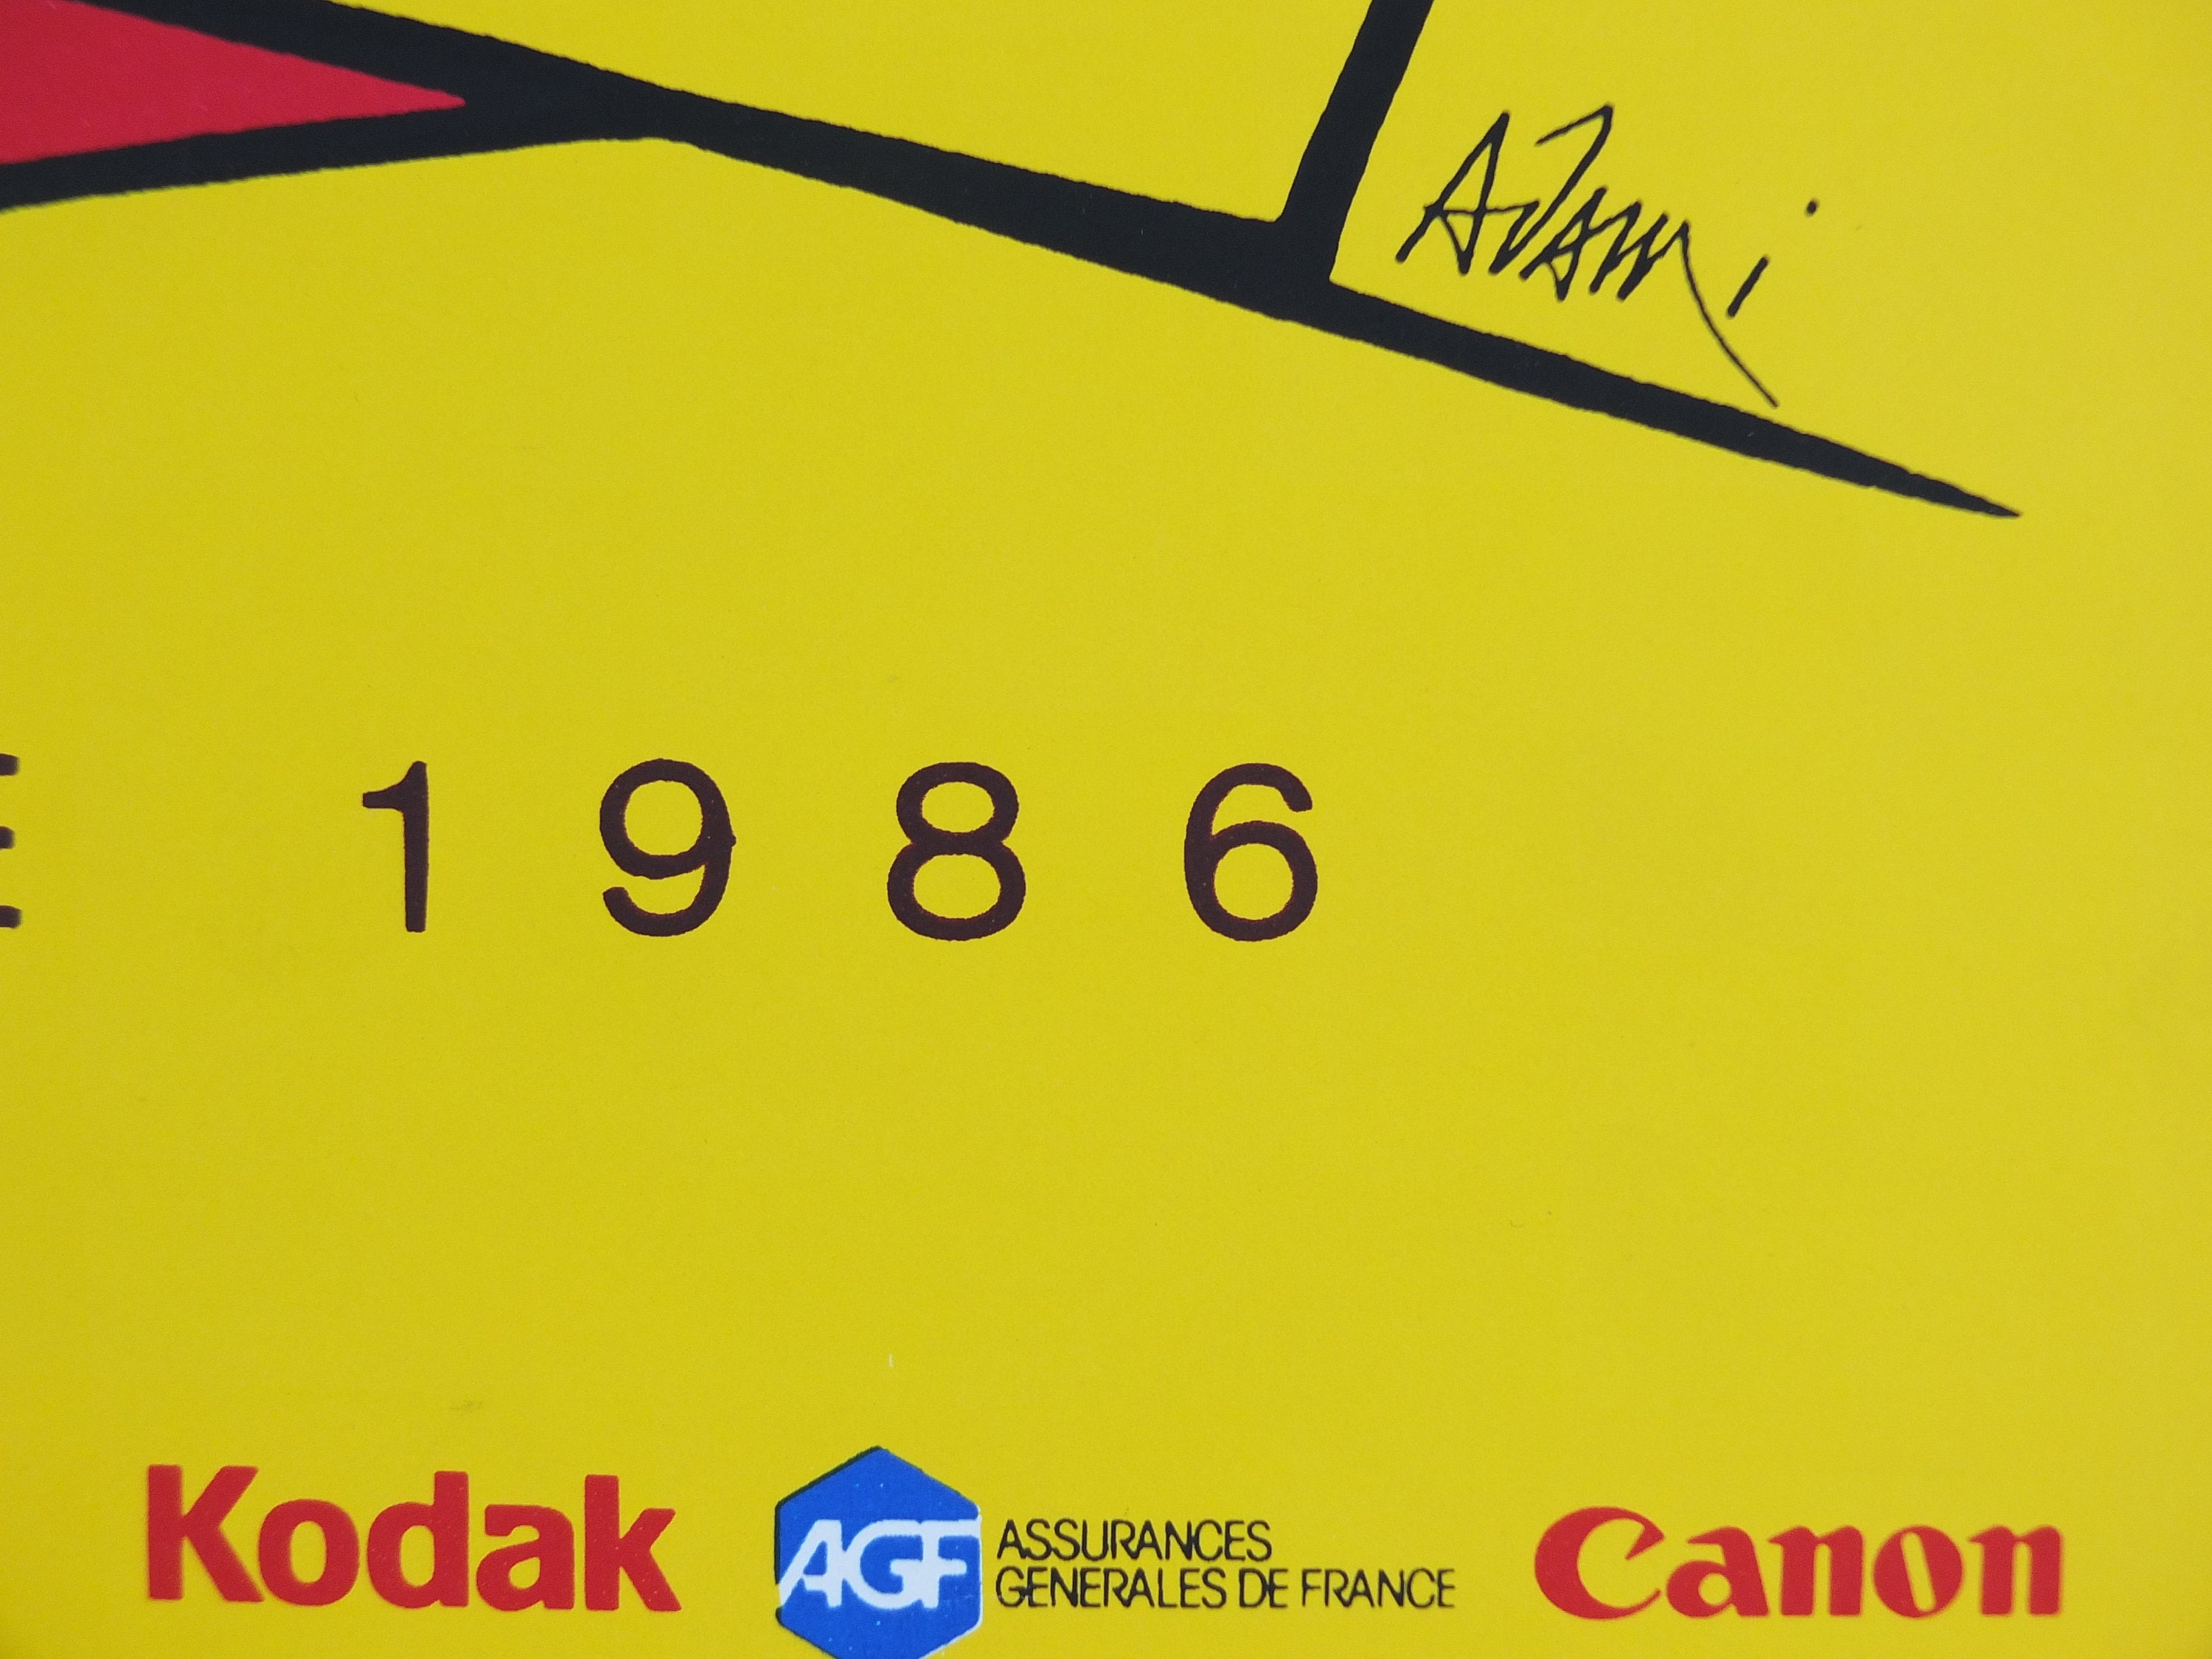 Adami
E 1986
Kodak
AGF
ASSURANCES
GENERALES DE FRANCE
Canon